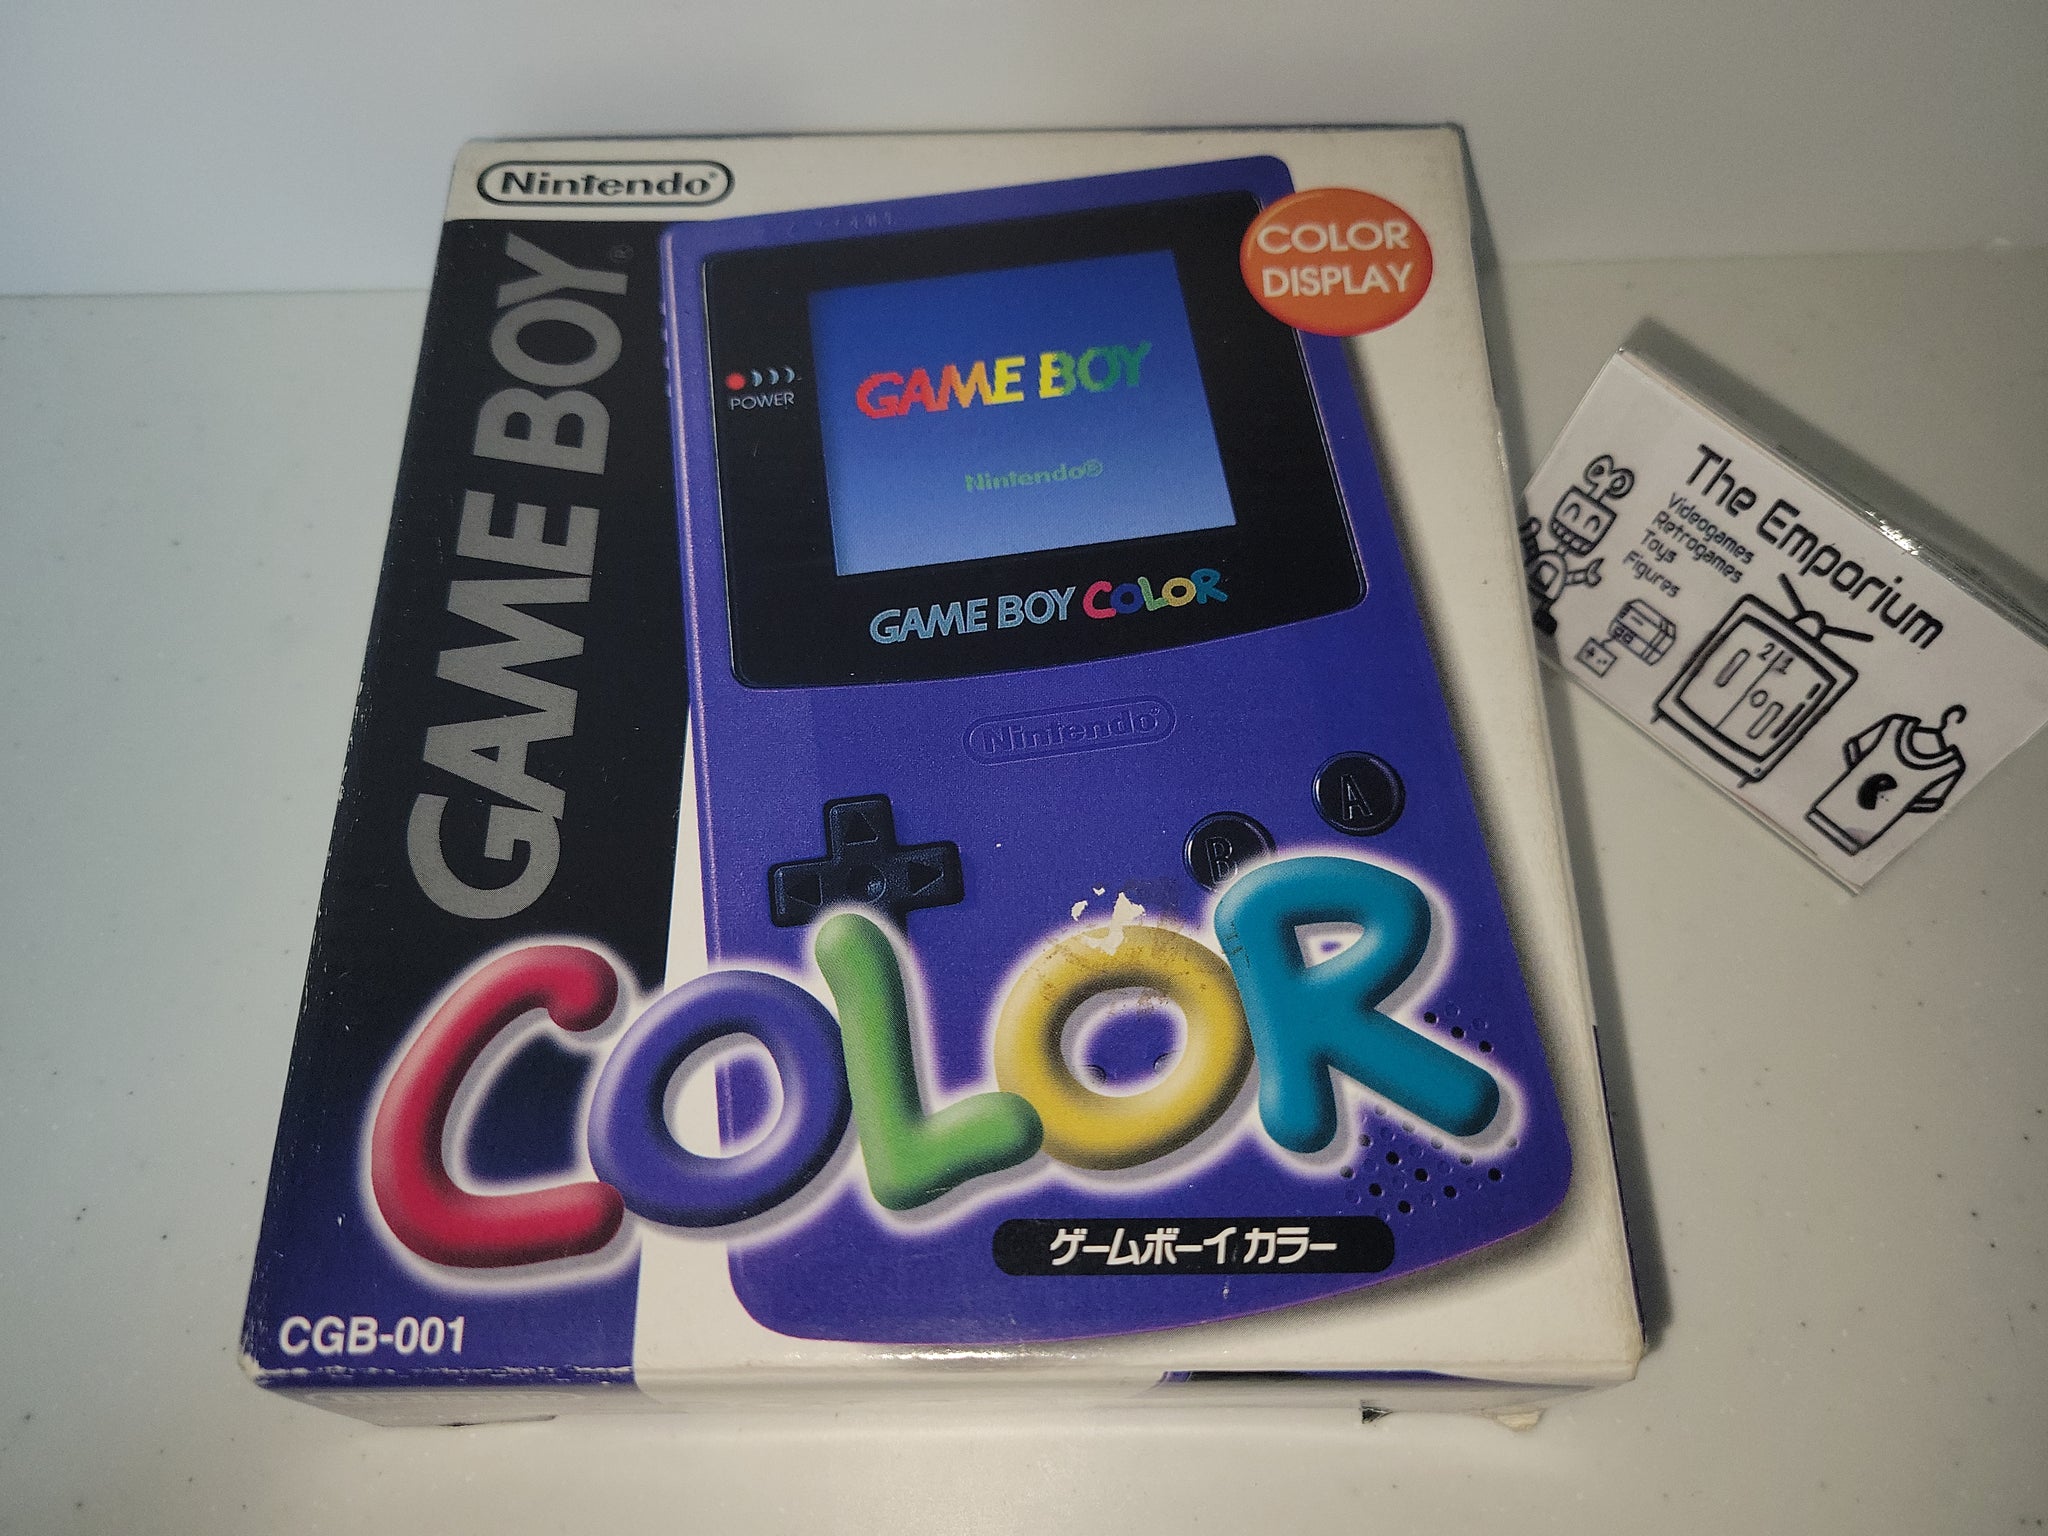 Nintendo®
GAME BOY®
COLOR
DISPLAY
POWER
GAME BOY
Nintendo®
GAME BOY COLOR
Nintendo®
A
B
COLOR
ゲームボーイ カラー
CGB-001
The Emporium
Videogames
Retrogames
Toys
Figures